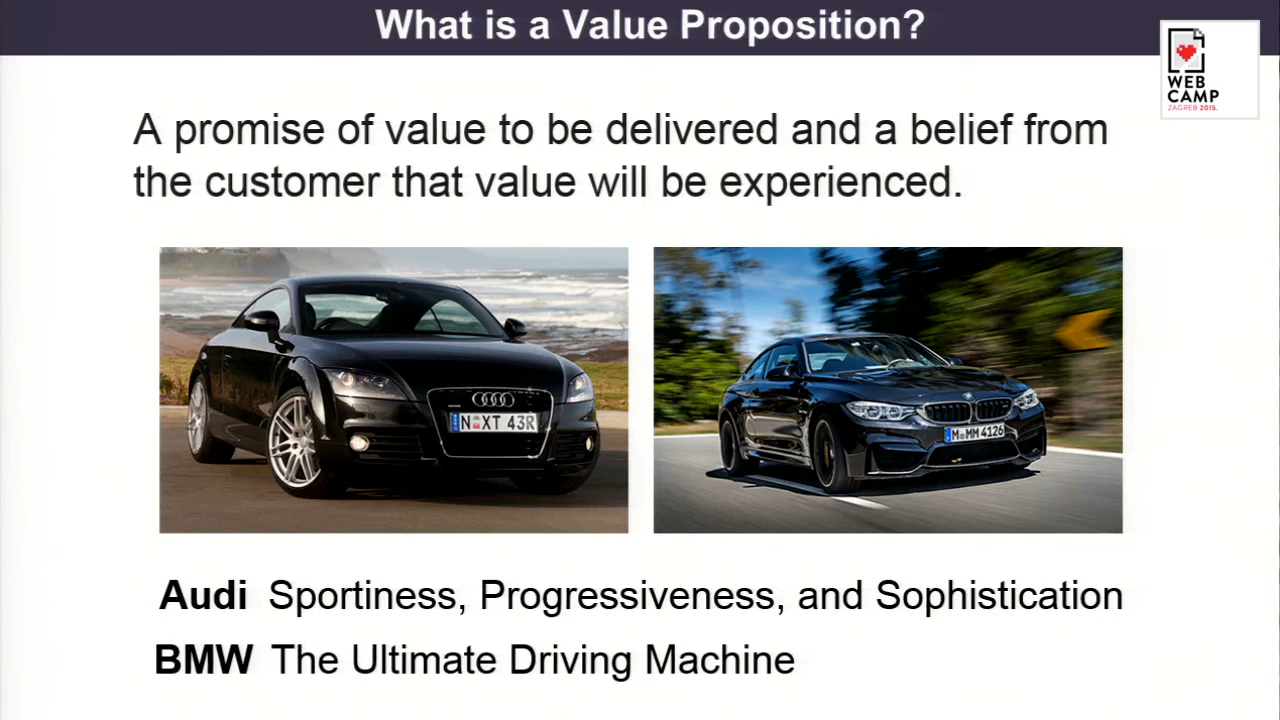 What is a Value Proposition?
WEB
CAMP
ZAGREB 2015.
A promise of value to be delivered and a belief from
the customer that value will be experienced.
N XT 43R
M MM 4126
Audi Sportiness, Progressiveness, and Sophistication
BMW The Ultimate Driving Machine